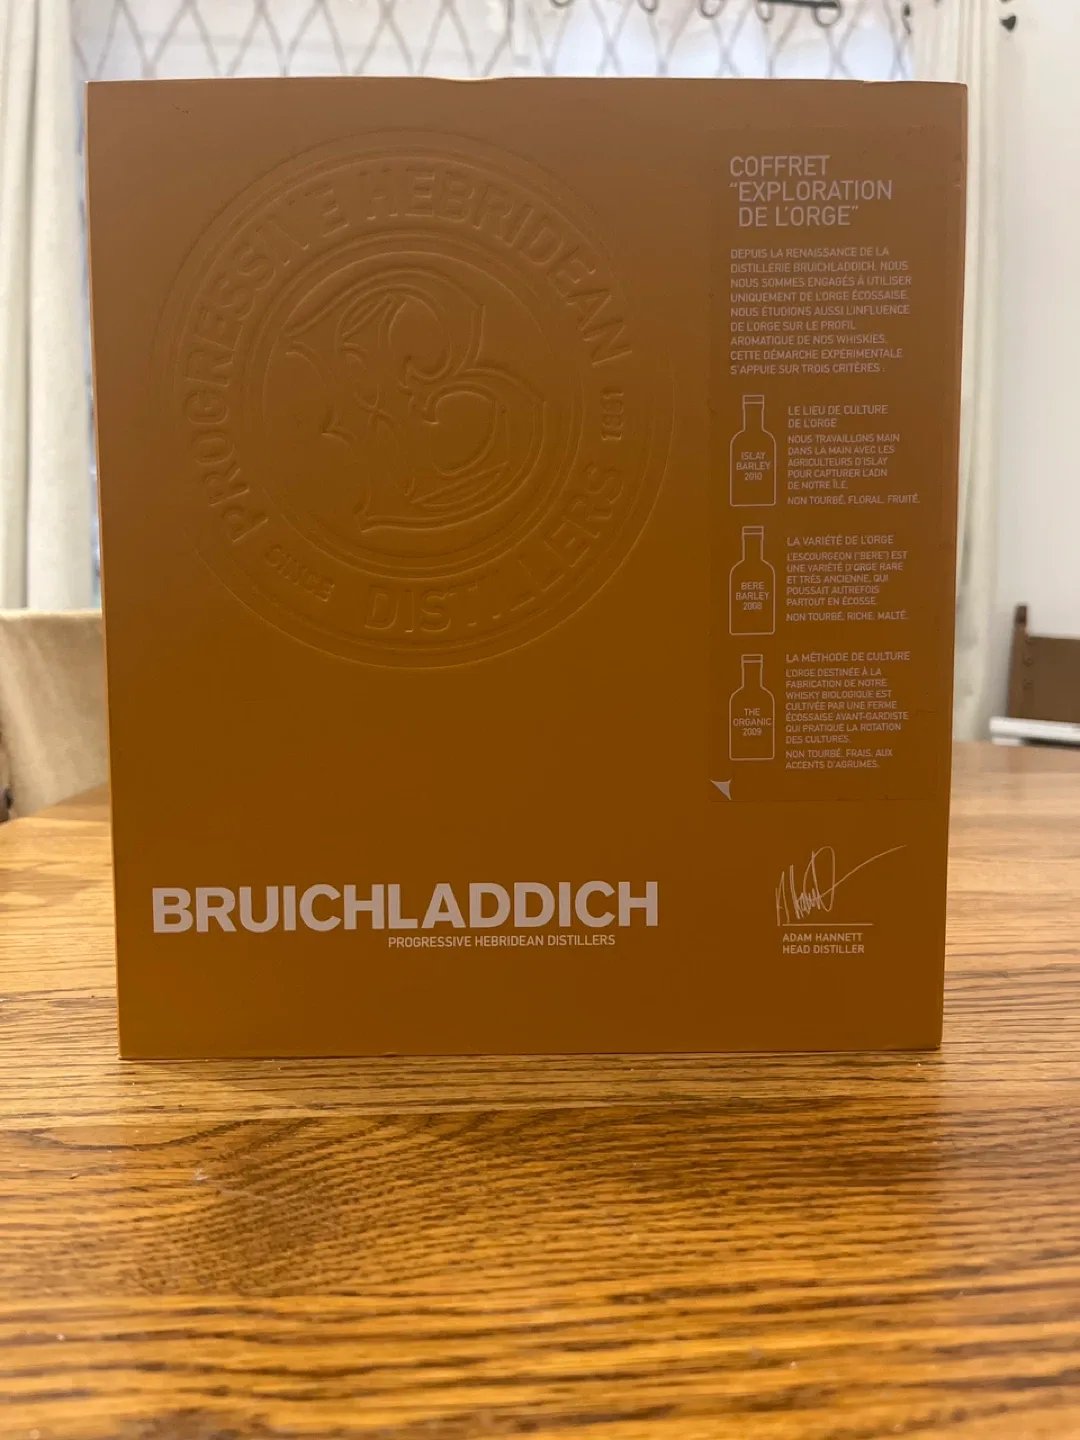 PROGRESSIVE HEBRIDEAN
DISTILLERS
SINCE 1881
COFFRET
"EXPLORATION
DE L'ORGE"
DEPUIS LA RENAISSANCE DE LA
DISTILLERIE BRUICHLADDICH, NOUS
NOUS SOMMES ENGAGÉS À UTILISER
UNIQUEMENT DE L'ORGE ÉCOSSAISE.
NOUS ÉTUDIONS AUSSI L'INFLUENCE
DE L'ORGE SUR LE PROFIL
AROMATIQUE DE NOS WHISKIES.
CETTE DÉMARCHE EXPÉRIMENTALE
S'APPUIE SUR TROIS CRITÈRES :
ISLAY
BARLEY
2010
LE LIEU DE CULTURE
DE L'ORGE
NOUS TRAVAILLONS MAIN
DANS LA MAIN AVEC LES
AGRICULTEURS D'ISLAY
POUR CAPTURER L'ADN
DE NOTRE ÎLE.
NON TOURBÉ, FLORAL, FRUITÉ.
BERE
BARLEY
2008
LA VARIÉTÉ DE L'ORGE
L'ESCOURGEON ("BERE") EST
UNE VARIÉTÉ D'ORGE RARE
ET TRÈS ANCIENNE, QUI
POUSSAIT AUTREFOIS
PARTOUT EN ÉCOSSE.
NON TOURBÉ, RICHE, MALTÉ.
THE
ORGANIC
2009
LA MÉTHODE DE CULTURE
L'ORGE DESTINÉE À LA
FABRICATION DE NOTRE
WHISKY BIOLOGIQUE EST
CULTIVÉE PAR UNE FERME
ÉCOSSAISE AVANT-GARDISTE
QUI PRATIQUE LA ROTATION
DES CULTURES.
NON TOURBÉ, FRAIS, AUX
ACCENTS D'AGRUMES.
BRUICHLADDICH
PROGRESSIVE HEBRIDEAN DISTILLERS
ADAM HANNETT
HEAD DISTILLER